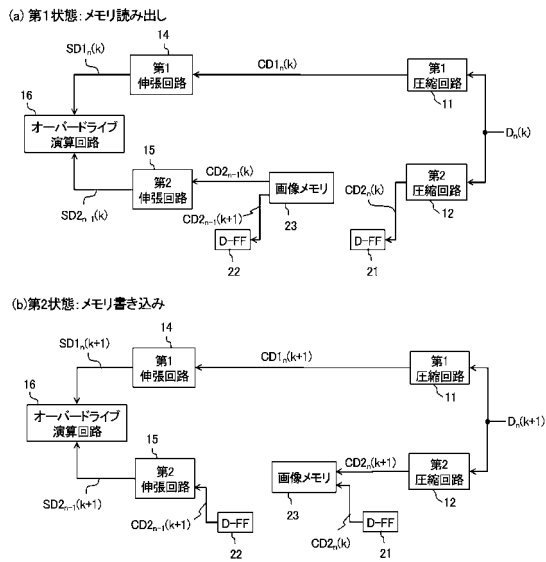 (a) 第1状態：メモリ読み出し
14
SD1n(k)
第1
伸張回路
CD1n(k)
第1
圧縮回路
11
16
オーバードライブ
演算回路
Dn(k)
15
第2
伸張回路
CD2n-1(k)
画像メモリ
23
CD2n(k)
第2
圧縮回路
12
SD2n-1(k)
CD2n-1(k+1)
D-FF
22
D-FF
21
(b)第2状態：メモリ書き込み
14
SD1n(k+1)
第1
伸張回路
CD1n(k+1)
第1
圧縮回路
11
16
オーバードライブ
演算回路
Dn(k+1)
15
第2
伸張回路
画像メモリ
23
CD2n(k+1)
第2
圧縮回路
12
SD2n-1(k+1)
CD2n-1(k+1)
D-FF
22
CD2n(k)
D-FF
21